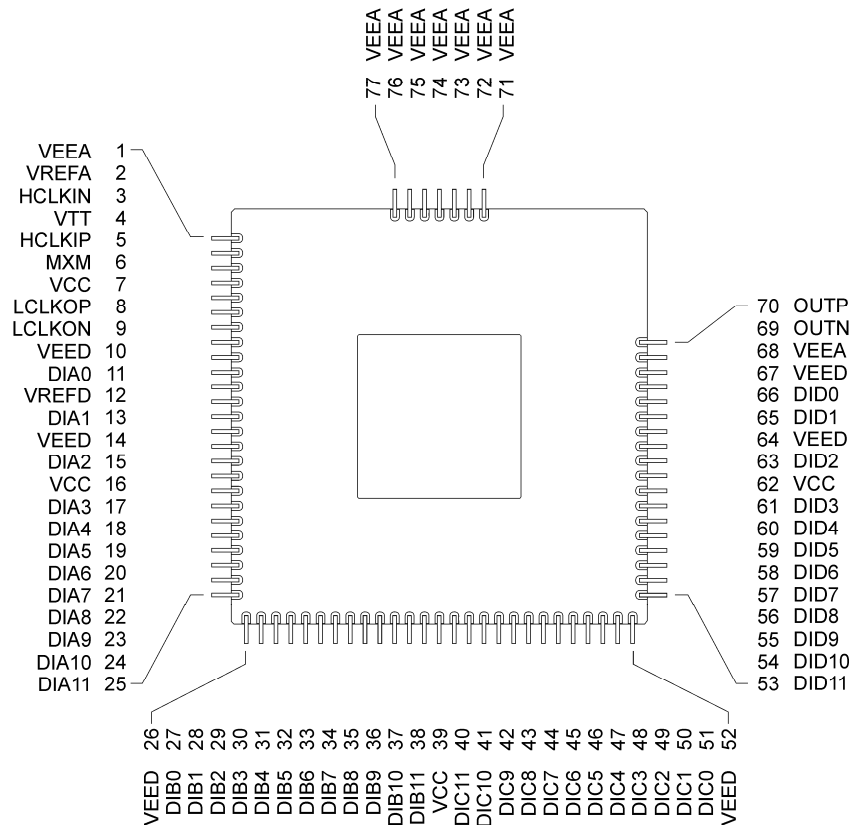 77 VEEA
76 VEEA
75 VEEA
74 VEEA
73 VEEA
72 VEEA
71 VEEA
VEEA 1
VREFA 2
HCLKIN 3
VTT 4
HCLKIP 5
MXM 6
VCC 7
LCLKOP 8
LCLKON 9
VEED 10
DIA0 11
VREFD 12
DIA1 13
VEED 14
DIA2 15
VCC 16
DIA3 17
DIA4 18
DIA5 19
DIA6 20
DIA7 21
DIA8 22
DIA9 23
DIA10 24
DIA11 25
70 OUTP
69 OUTN
68 VEEA
67 VEED
66 DID0
65 DID1
64 VEED
63 DID2
62 VCC
61 DID3
60 DID4
59 DID5
58 DID6
57 DID7
56 DID8
55 DID9
54 DID10
53 DID11
VEED 26
DIB0 27
DIB1 28
DIB2 29
DIB3 30
DIB4 31
DIB5 32
DIB6 33
DIB7 34
DIB8 35
DIB9 36
DIB10 37
DIB11 38
VCC 39
DIC11 40
DIC10 41
DIC9 42
DIC8 43
DIC7 44
DIC6 45
DIC5 46
DIC4 47
DIC3 48
DIC2 49
DIC1 50
DIC0 51
VEED 52